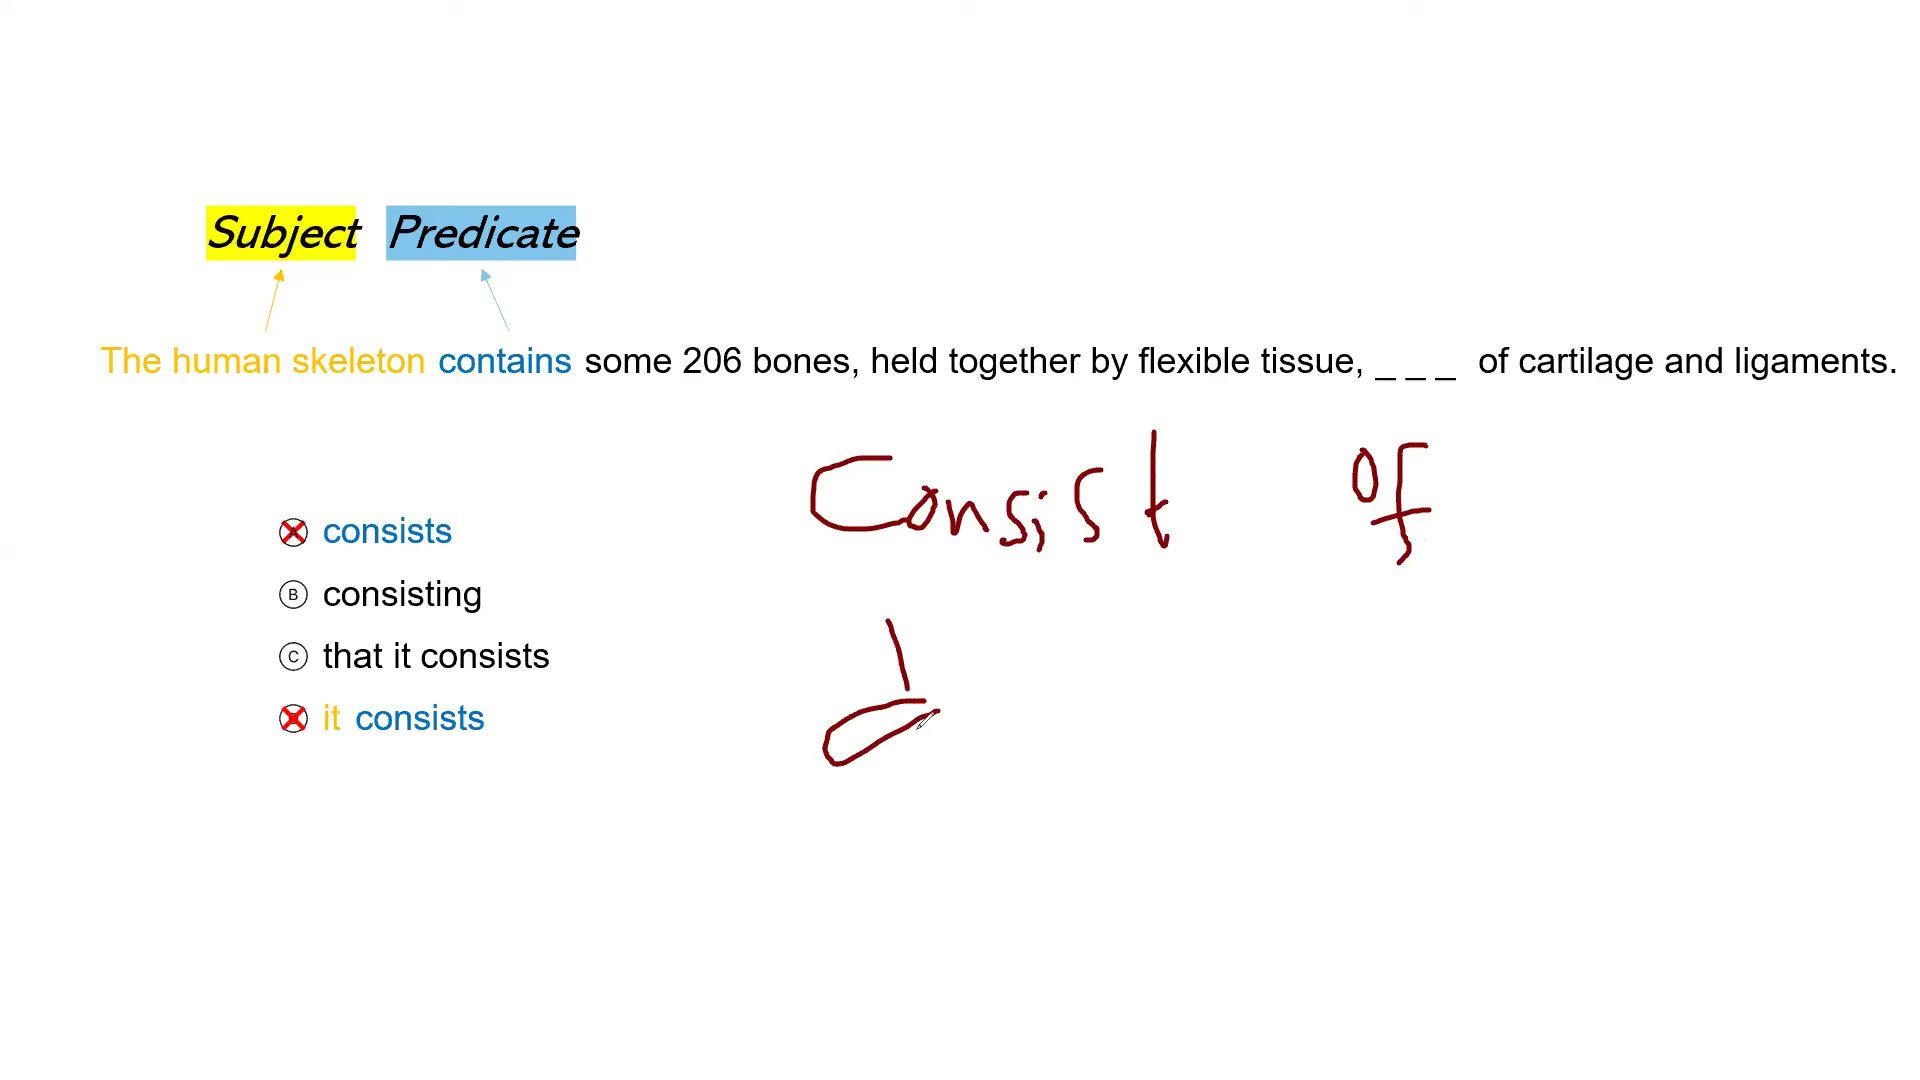 Subject Predicate
The human skeleton contains some 206 bones, held together by flexible tissue, _ _ _ of cartilage and ligaments.
Consist of
consists
B consisting
C that it consists
it consists